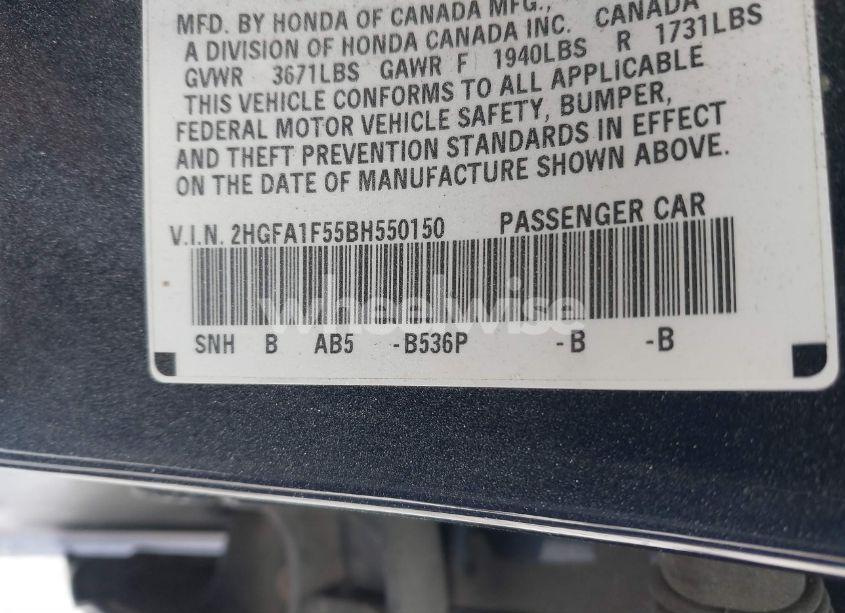 MFD. BY HONDA OF CANADA MFG., CANADA
A DIVISION OF HONDA CANADA INC.
GVWR 3671LBS GAWR F 1940LBS R 1731LBS
THIS VEHICLE CONFORMS TO ALL APPLICABLE
FEDERAL MOTOR VEHICLE SAFETY, BUMPER,
AND THEFT PREVENTION STANDARDS IN EFFECT
ON THE DATE OF MANUFACTURE SHOWN ABOVE.
V.I.N. 2HGFA1F55BH550150 PASSENGER CAR
wheelwise
SNH B AB5 -B536P -B -B